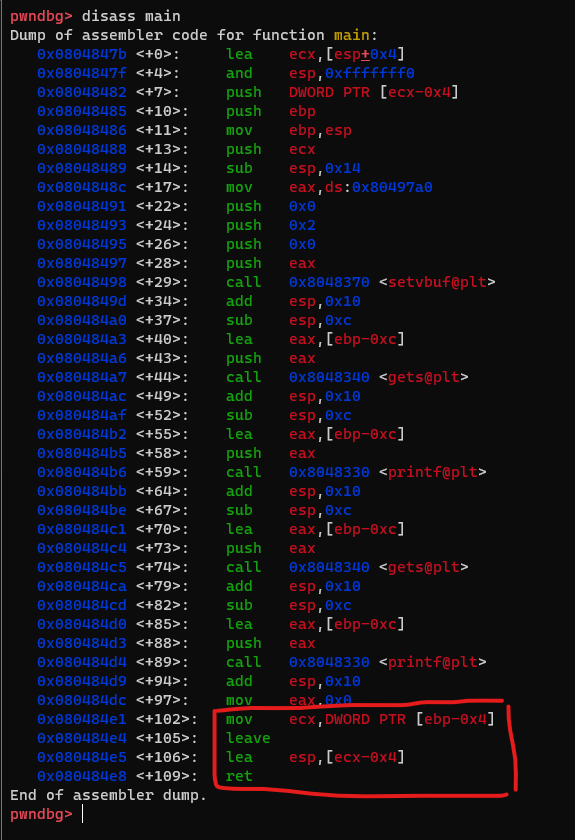 pwndbg> disass main
Dump of assembler code for function main:
0x0804847b <+0>: lea ecx,[esp+0x4]
0x0804847f <+4>: and esp,0xfffffff0
0x08048482 <+7>: push DWORD PTR [ecx-0x4]
0x08048485 <+10>: push ebp
0x08048486 <+11>: mov ebp,esp
0x08048488 <+13>: push ecx
0x08048489 <+14>: sub esp,0x14
0x0804848c <+17>: mov eax,ds:0x80497a0
0x08048491 <+22>: push 0x0
0x08048493 <+24>: push 0x2
0x08048495 <+26>: push 0x0
0x08048497 <+28>: push eax
0x08048498 <+29>: call 0x8048370 <setvbuf@plt>
0x0804849d <+34>: add esp,0x10
0x080484a0 <+37>: sub esp,0xc
0x080484a3 <+40>: lea eax,[ebp-0xc]
0x080484a6 <+43>: push eax
0x080484a7 <+44>: call 0x8048340 <gets@plt>
0x080484ac <+49>: add esp,0x10
0x080484af <+52>: sub esp,0xc
0x080484b2 <+55>: lea eax,[ebp-0xc]
0x080484b5 <+58>: push eax
0x080484b6 <+59>: call 0x8048330 <printf@plt>
0x080484bb <+64>: add esp,0x10
0x080484be <+67>: sub esp,0xc
0x080484c1 <+70>: lea eax,[ebp-0xc]
0x080484c4 <+73>: push eax
0x080484c5 <+74>: call 0x8048340 <gets@plt>
0x080484ca <+79>: add esp,0x10
0x080484cd <+82>: sub esp,0xc
0x080484d0 <+85>: lea eax,[ebp-0xc]
0x080484d3 <+88>: push eax
0x080484d4 <+89>: call 0x8048330 <printf@plt>
0x080484d9 <+94>: add esp,0x10
0x080484dc <+97>: mov eax,0x0
0x080484e1 <+102>: mov ecx,DWORD PTR [ebp-0x4]
0x080484e4 <+105>: leave
0x080484e5 <+106>: lea esp,[ecx-0x4]
0x080484e8 <+109>: ret
End of assembler dump.
pwndbg>